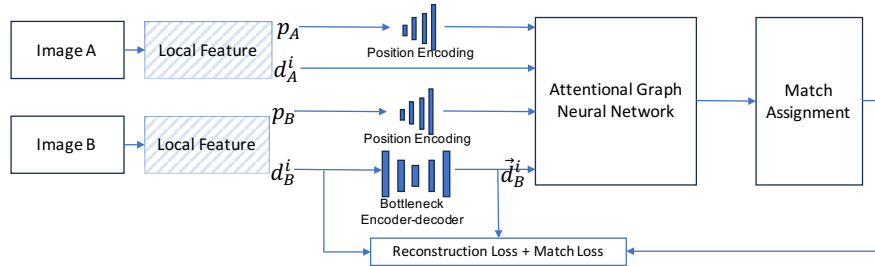 Image A
Local Feature
p_A
Position Encoding
d_A^i
Attentional Graph
Neural Network
Match
Assignment
Image B
Local Feature
p_B
Position Encoding
d_B^i
Bottleneck
Encoder-decoder
\vec{d}_B^i
Reconstruction Loss + Match Loss